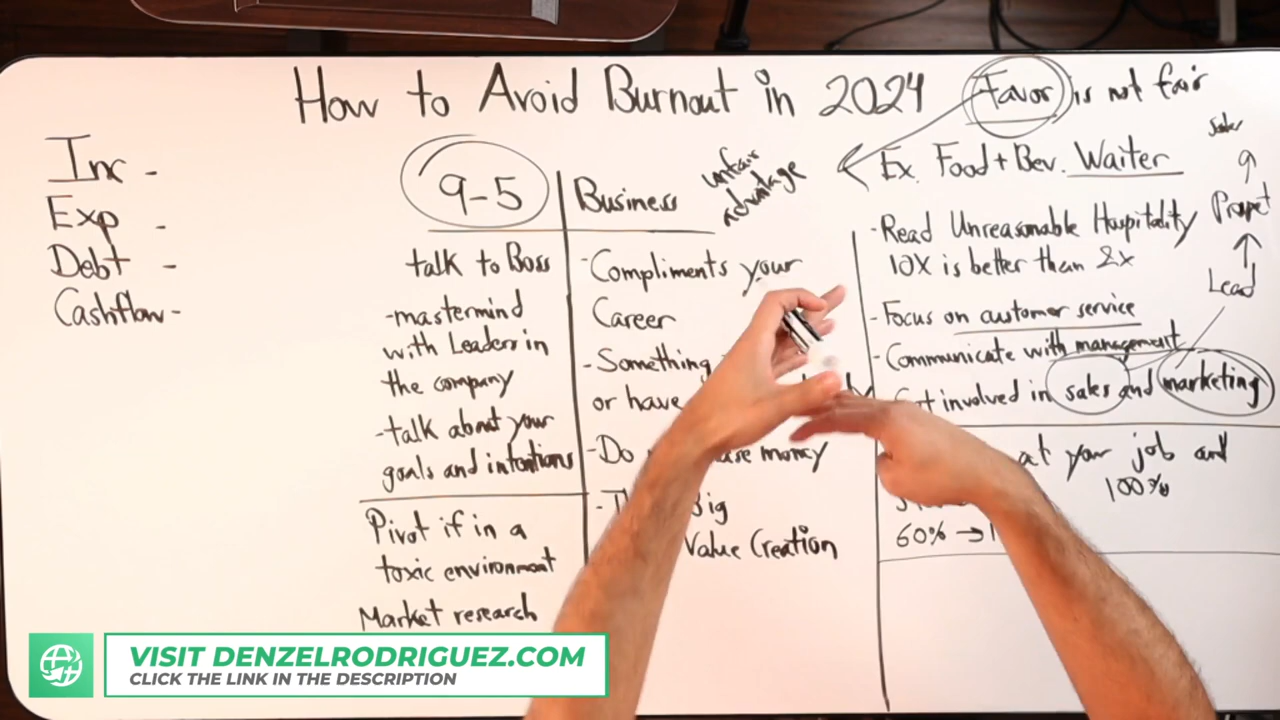 How to Avoid Burnout in 2024
Favor is not fair
Inc -
Exp -
Debt -
Cashflow -
9-5
talk to Boss
-mastermind
with Leaders in
the company
-talk about your
goals and intentions
Pivot if in a
toxic environment
Market research
Business
unfair
advantage
-Compliments your
Career
-Something
or have
-Do money
- Big
Value Creation
Ex. Food + Bev. Waiter
-Read Unreasonable Hospitality
10X is better than 2x
-Focus on customer service
-Communicate with management
involved in sales and marketing
at your job and
100%
60% →
Sales
Lead
VISIT DENZELRODRIGUEZ.COM
CLICK THE LINK IN THE DESCRIPTION